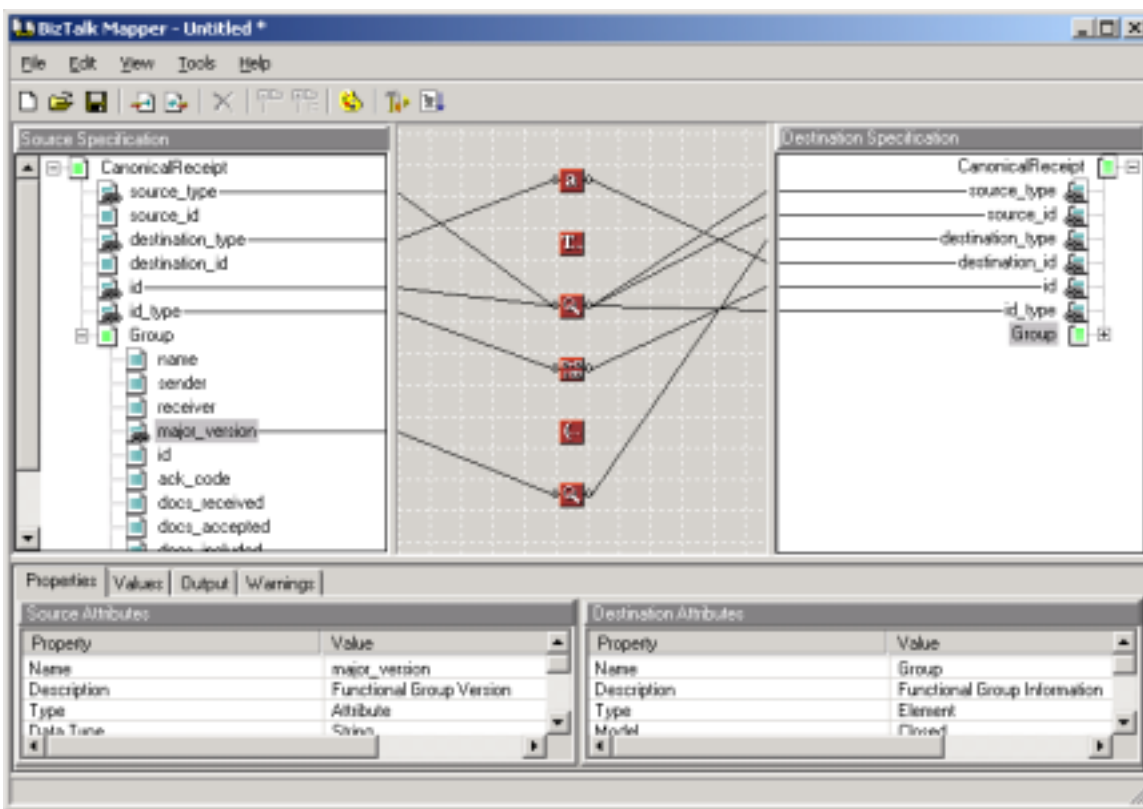 BizTalk Mapper - Untitled *
File Edit View Tools Help
Source Specification
CanonicalReceipt
source_type
source_id
destination_type
destination_id
id
id_type
Group
name
sender
receiver
major_version
id
ack_code
docs_received
docs_accepted
docs_included
a
Destination Specification
CanonicalReceipt
source_type
source_id
destination_type
destination_id
id
id_type
Group
Properties Values Output Warnings
Source Attributes
Property Value
Name major_version
Description Functional Group Version
Type Attribute
Data Type String
Destination Attributes
Property Value
Name Group
Description Functional Group Information
Type Element
Model Closed